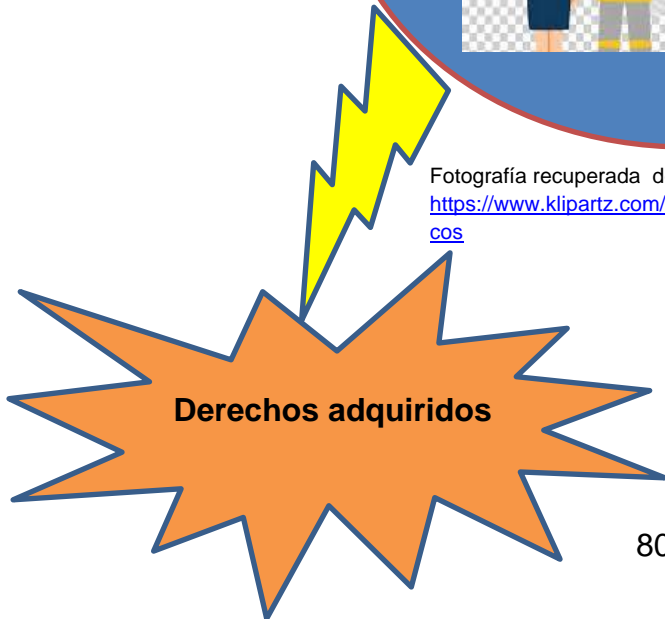 Fotografía recuperada d
https://www.klipartz.com/
cos
Derechos adquiridos
80